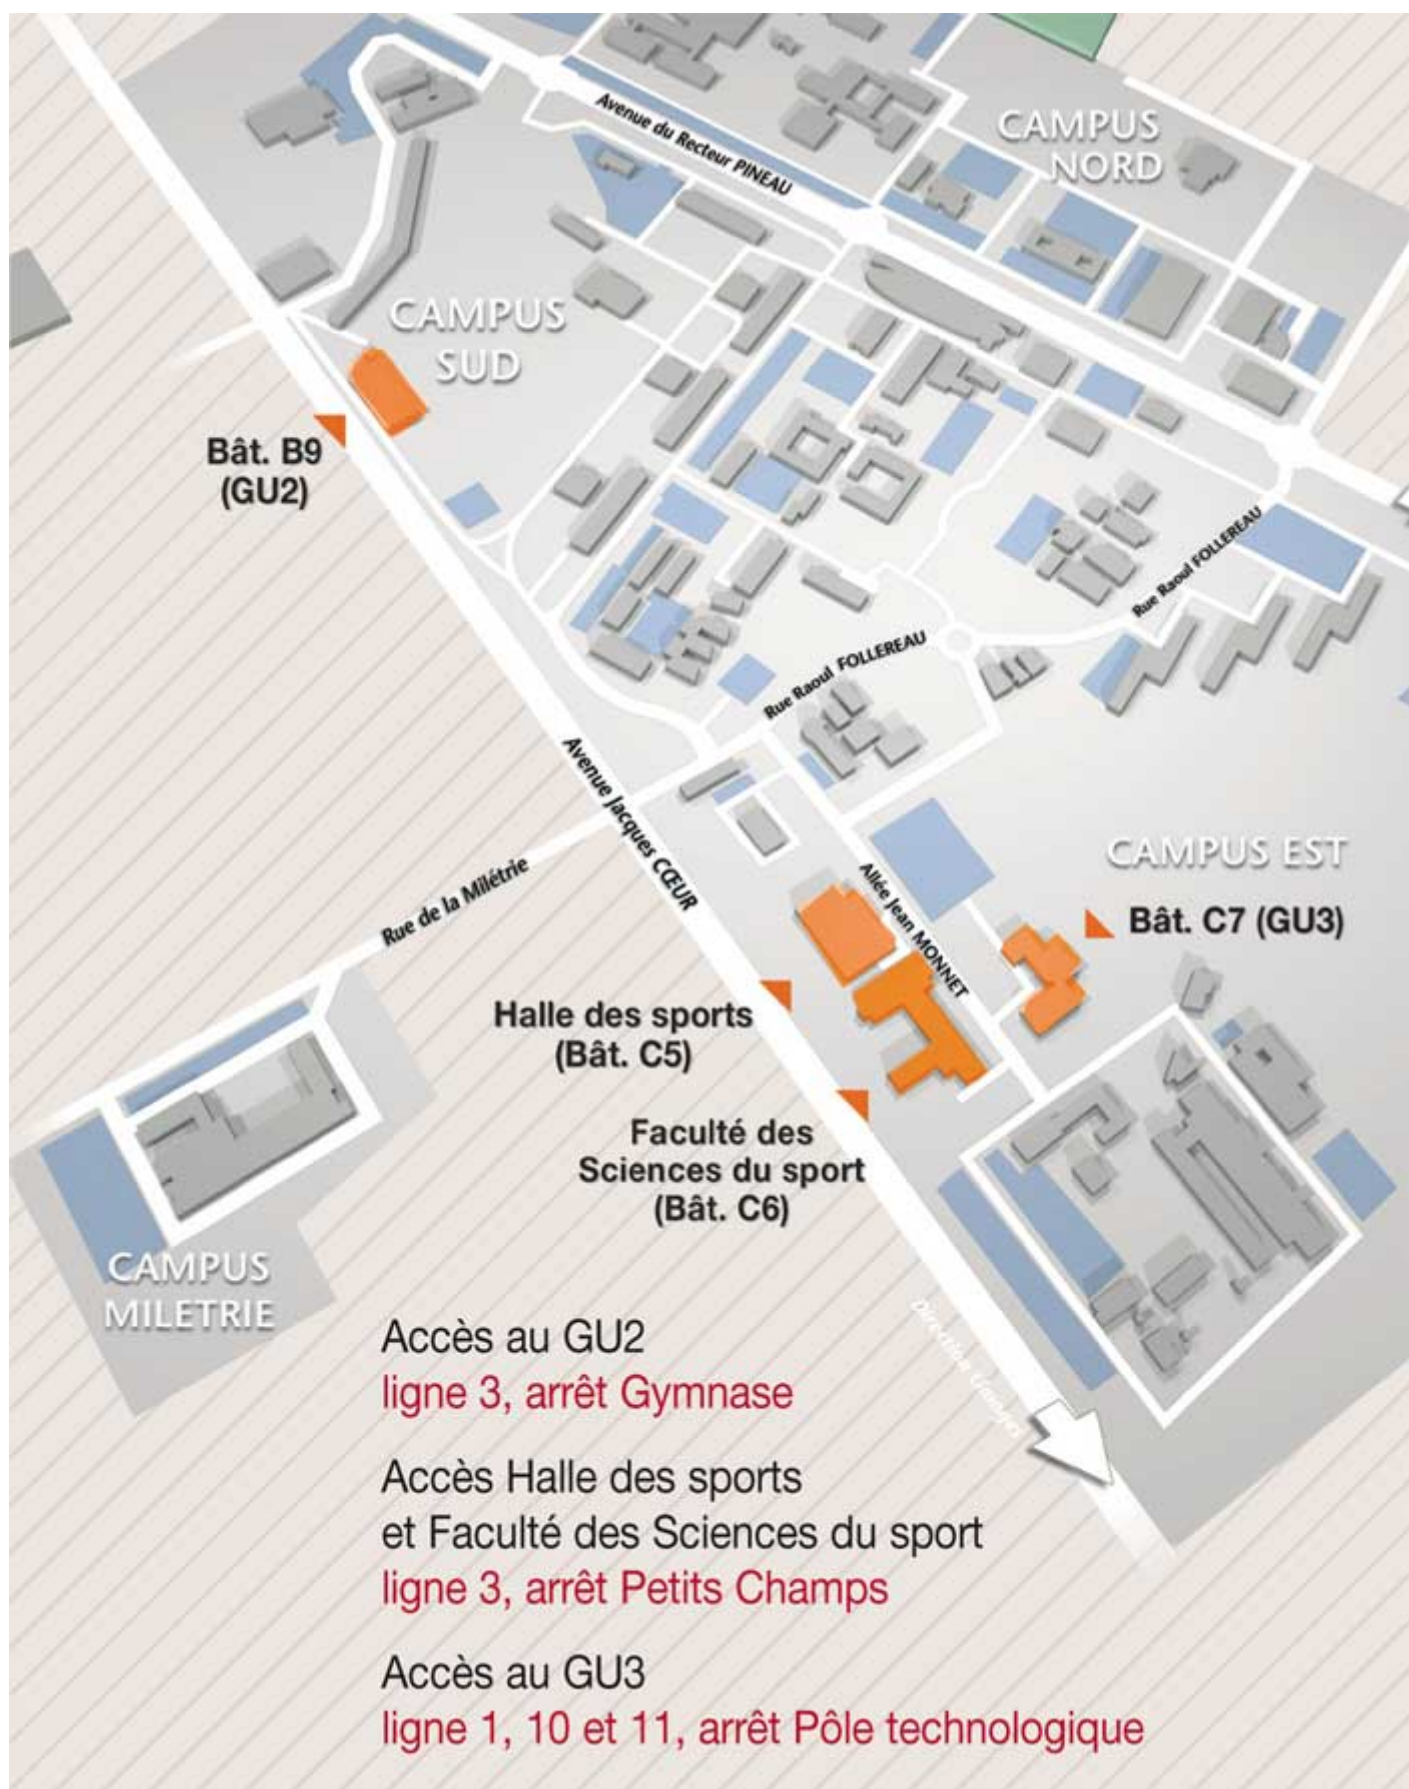 Avenue du Recteur PINEAU
CAMPUS
NORD
CAMPUS
SUD
Bât. B9
(GU2)
Rue Raoul FOLLEREAU
Rue Raoul FOLLEREAU
Avenue Jacques CŒUR
Rue de la Milétrie
Allée Jean MONNET
CAMPUS EST
Bât. C7 (GU3)
Halle des sports
(Bât. C5)
Faculté des
Sciences du sport
(Bât. C6)
CAMPUS
MILETRIE
Direction Limoges
Accès au GU2
ligne 3, arrêt Gymnase
Accès Halle des sports
et Faculté des Sciences du sport
ligne 3, arrêt Petits Champs
Accès au GU3
ligne 1, 10 et 11, arrêt Pôle technologique